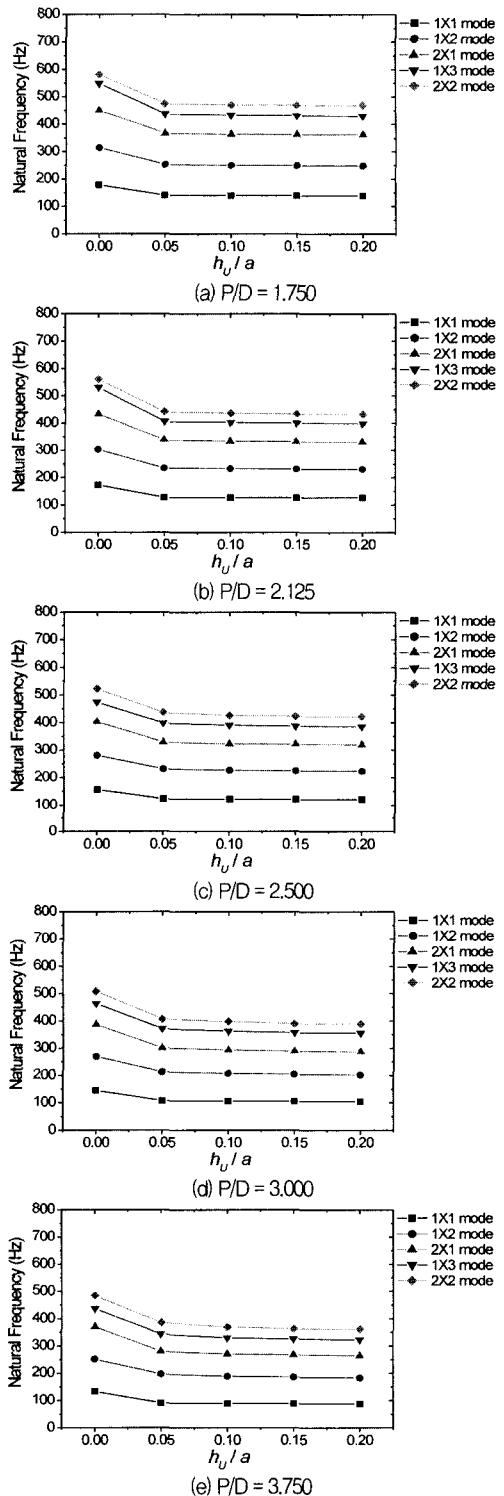 800
700
600
500
400
300
200
100
0
Natural Frequency (Hz)
0.00 0.05 0.10 0.15 0.20
h_U / a
1X1 mode
1X2 mode
2X1 mode
1X3 mode
2X2 mode
(a) P/D = 1.750
800
700
600
500
400
300
200
100
0
Natural Frequency (Hz)
0.00 0.05 0.10 0.15 0.20
h_U / a
1X1 mode
1X2 mode
2X1 mode
1X3 mode
2X2 mode
(b) P/D = 2.125
800
700
600
500
400
300
200
100
0
Natural Frequency (Hz)
0.00 0.05 0.10 0.15 0.20
h_U / a
1X1 mode
1X2 mode
2X1 mode
1X3 mode
2X2 mode
(c) P/D = 2.500
800
700
600
500
400
300
200
100
0
Natural Frequency (Hz)
0.00 0.05 0.10 0.15 0.20
h_U / a
1X1 mode
1X2 mode
2X1 mode
1X3 mode
2X2 mode
(d) P/D = 3.000
800
700
600
500
400
300
200
100
0
Natural Frequency (Hz)
0.00 0.05 0.10 0.15 0.20
h_U / a
1X1 mode
1X2 mode
2X1 mode
1X3 mode
2X2 mode
(e) P/D = 3.750